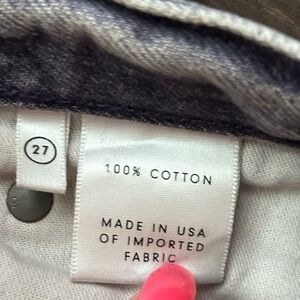 27
100% COTTON
MADE IN USA
OF IMPORTED
FABRIC